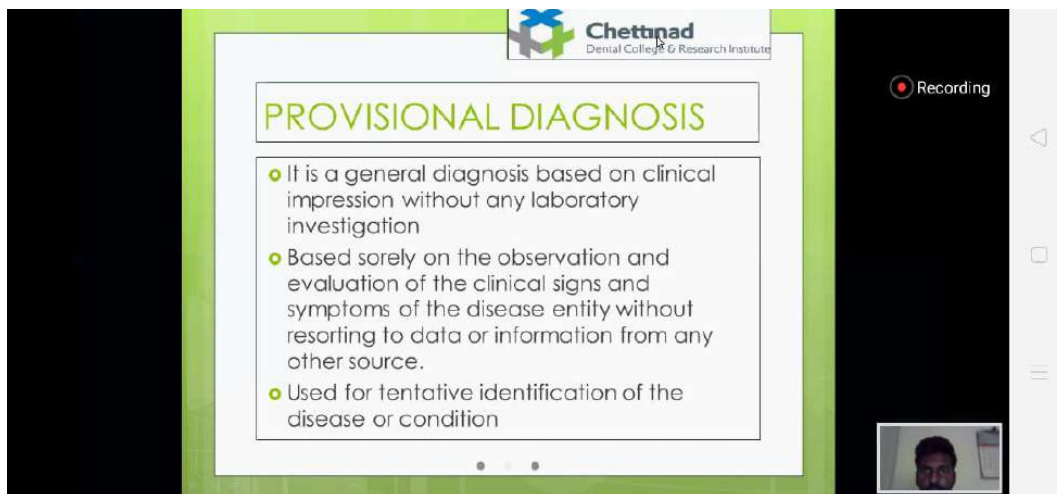 Chettinad
Dental College & Research Institute
Recording
PROVISIONAL DIAGNOSIS
It is a general diagnosis based on clinical
impression without any laboratory
investigation
Based sorely on the observation and
evaluation of the clinical signs and
symptoms of the disease entity without
resorting to data or information from any
other source.
Used for tentative identification of the
disease or condition